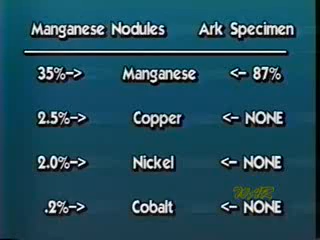 Manganese Nodules Ark Specimen
35%-> Manganese <- 87%
2.5%-> Copper <- NONE
2.0%-> Nickel <- NONE
.2%-> Cobalt <- NONE